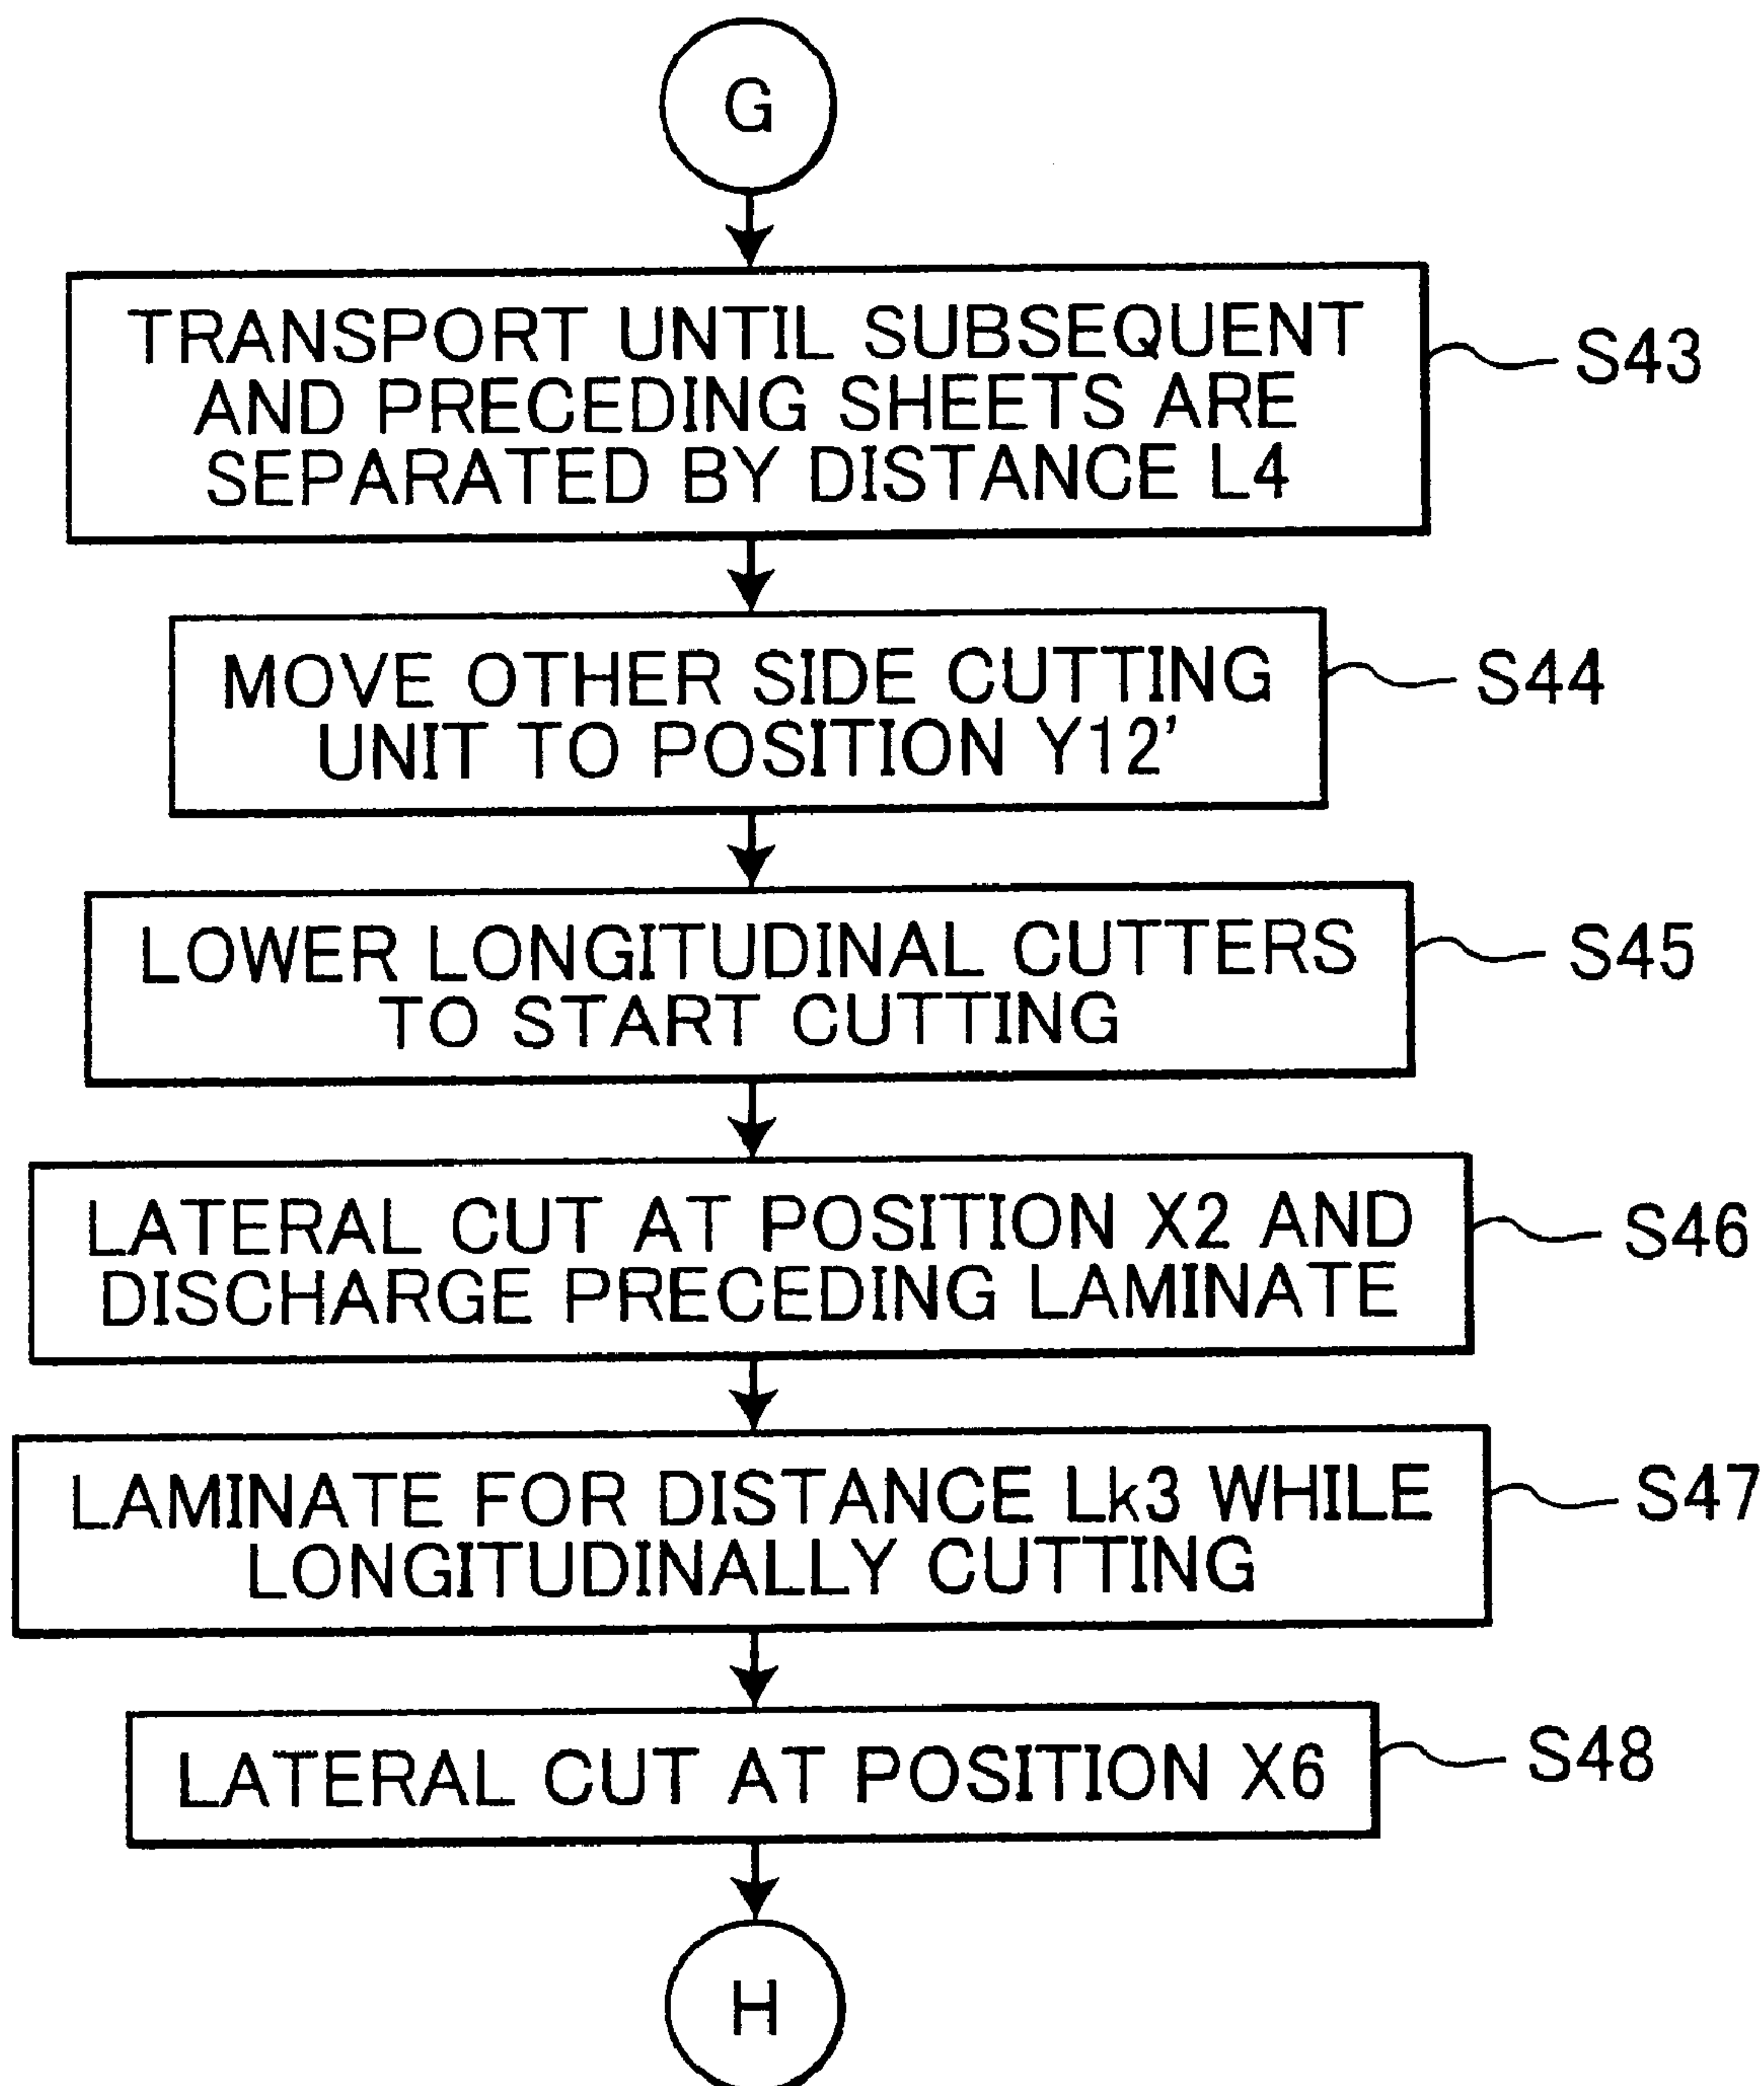 G
TRANSPORT UNTIL SUBSEQUENT
AND PRECEDING SHEETS ARE
SEPARATED BY DISTANCE L4
S43
MOVE OTHER SIDE CUTTING
UNIT TO POSITION Y12'
S44
LOWER LONGITUDINAL CUTTERS
TO START CUTTING
S45
LATERAL CUT AT POSITION X2 AND
DISCHARGE PRECEDING LAMINATE
S46
LAMINATE FOR DISTANCE Lk3 WHILE
LONGITUDINALLY CUTTING
S47
LATERAL CUT AT POSITION X6
S48
H